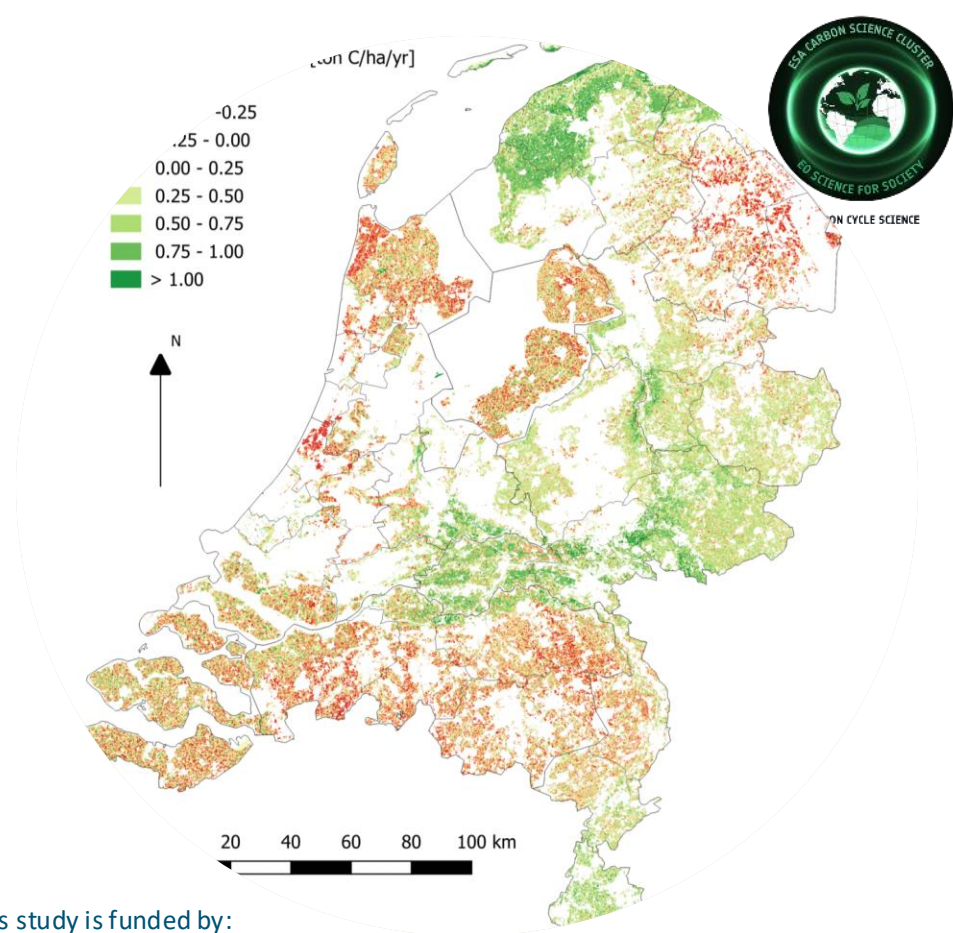 C/ha/yr]
-0.25
.25 - 0.00
0.00 - 0.25
0.25 - 0.50
0.50 - 0.75
0.75 - 1.00
> 1.00
N
20 40 60 80 100 km
ESA CARBON SCIENCE CLUSTER
EO SCIENCE FOR SOCIETY
ON CYCLE SCIENCE
s study is funded by: